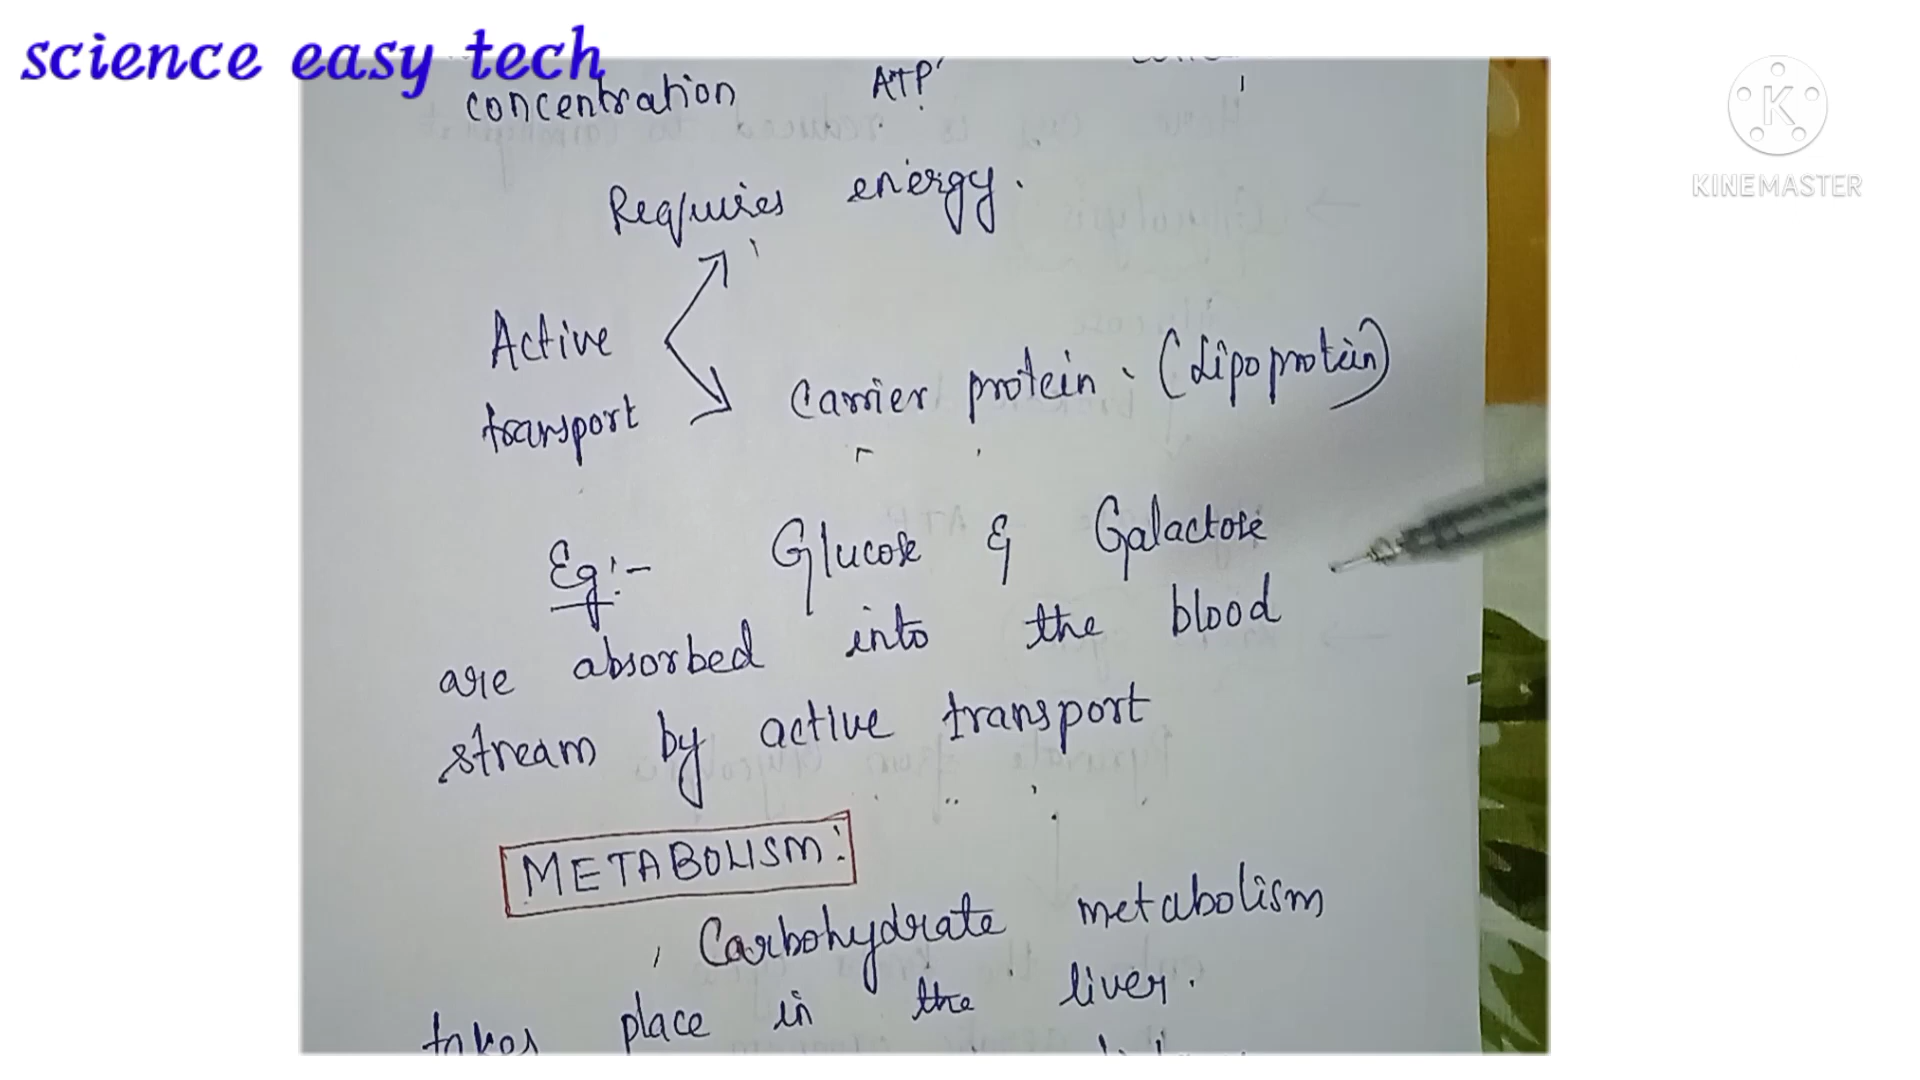 science easy tech
concentration ATP
Requires energy.
Active
transport
Carrier protein. (Lipoprotein)
Eg:- Glucose & Galactose
are absorbed into the blood
stream by active transport
METABOLISM:
Carbohydrate metabolism
takes place in the liver.
K
KINEMASTER